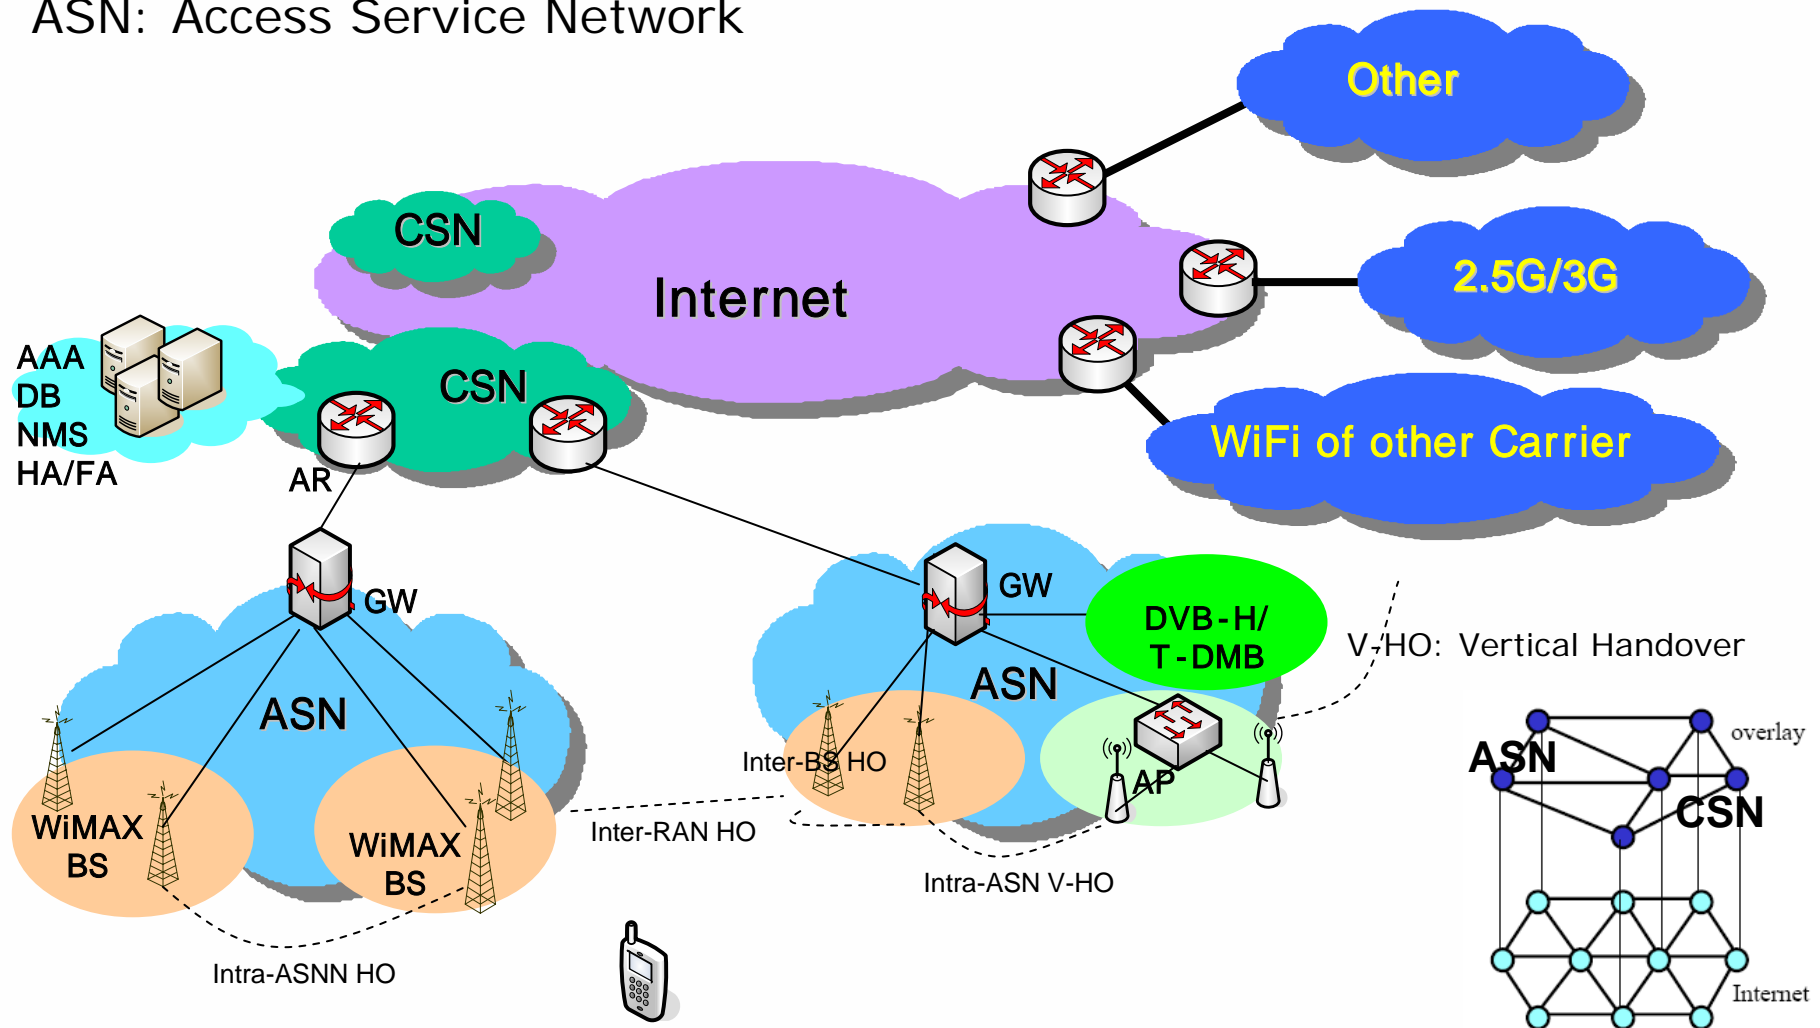 ASN: Access Service Network
Other
CSN
Internet
2.5G/3G
AAA
DB
NMS
HA/FA
CSN
AR
WiFi of other Carrier
GW
GW
DVB-H/
T-DMB
V-HO: Vertical Handover
ASN
ASN
overlay
ASN
CSN
Inter-BS HO
AP
WiMAX
BS
WiMAX
BS
Inter-RAN HO
Intra-ASN V-HO
Intra-ASNN HO
Internet